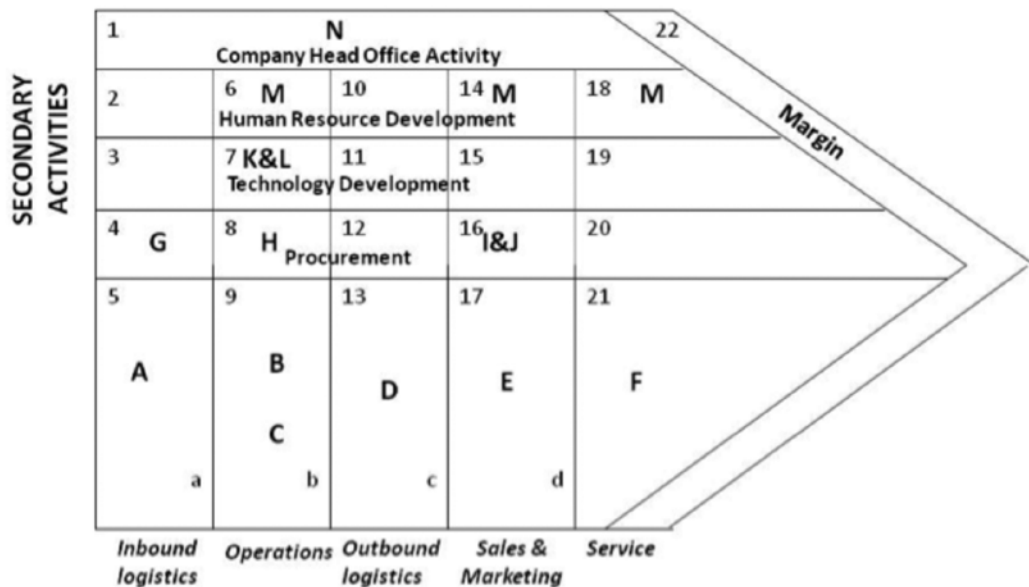 1 N 22
Company Head Office Activity
2 6 M 10 14 M 18 M
Human Resource Development
3 7 K&L 11 15 19
Technology Development
4 G 8 H 12 16 I&J 20
Procurement
5 9 13 17 21
A B D E F
C
a b c d
SECONDARY
ACTIVITIES
Margin
Inbound
logistics
Operations
Outbound
logistics
Sales &
Marketing
Service